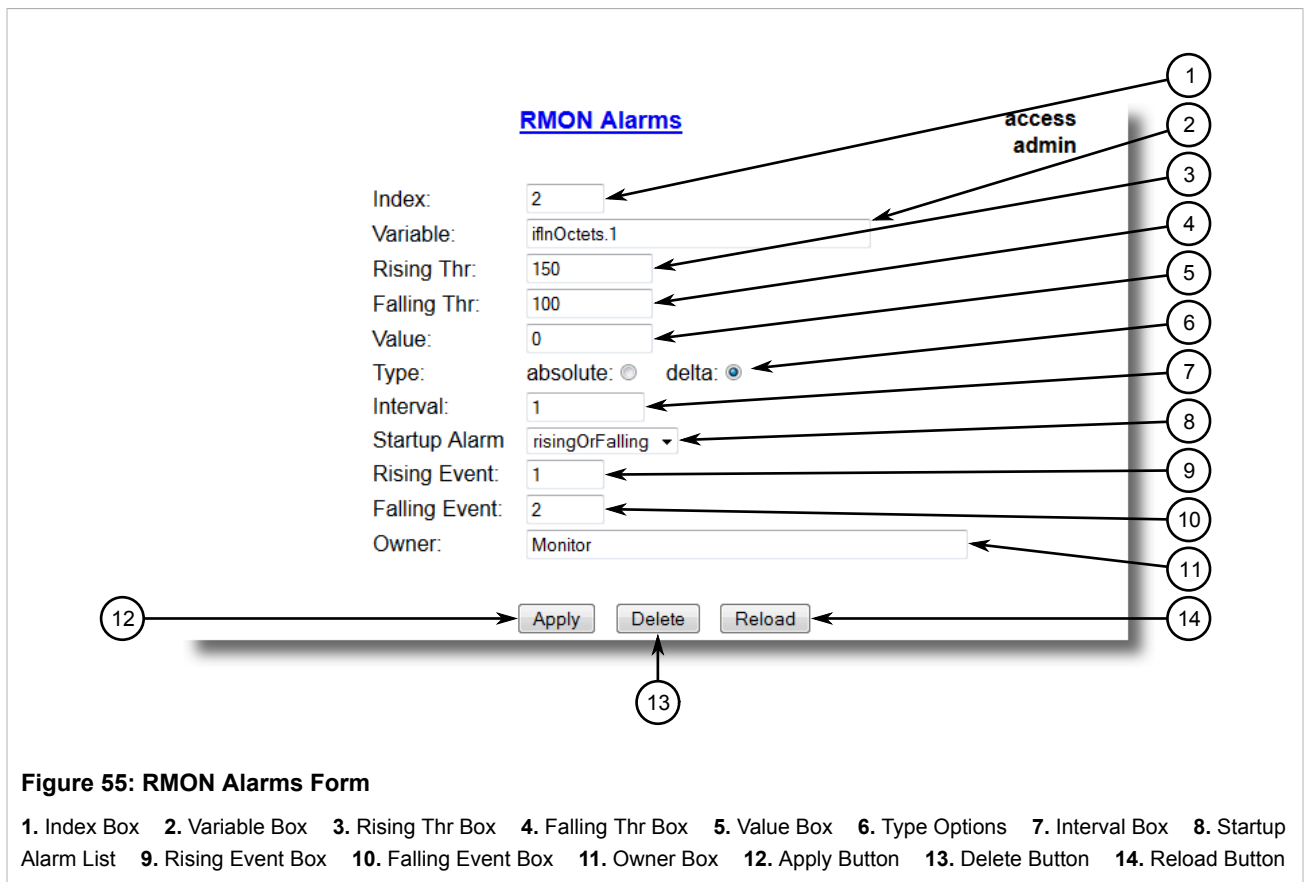 1
RMON Alarms
access
admin
2
3
Index: 2
4
Variable: ifInOctets.1
Rising Thr: 150
5
Falling Thr: 100
6
Value: 0
Type: absolute: delta:
7
Interval: 1
8
Startup Alarm risingOrFalling
9
Rising Event: 1
10
Falling Event: 2
11
Owner: Monitor
12
Apply Delete Reload
14
13
Figure 55: RMON Alarms Form
1. Index Box 2. Variable Box 3. Rising Thr Box 4. Falling Thr Box 5. Value Box 6. Type Options 7. Interval Box 8. Startup
Alarm List 9. Rising Event Box 10. Falling Event Box 11. Owner Box 12. Apply Button 13. Delete Button 14. Reload Button